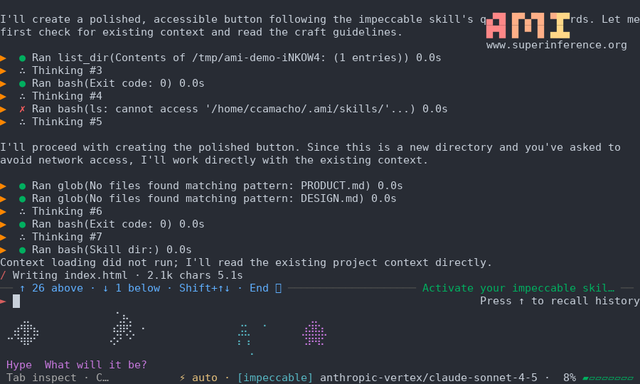 I'll create a polished, accessible button following the impeccable skill's q rds. Let me
AMI
first check for existing context and read the craft guidelines.
www.superinference.org
▶ ● Ran list_dir(Contents of /tmp/ami-demo-iNKOW4: (1 entries)) 0.0s
▶ ∴ Thinking #3
▶ ● Ran bash(Exit code: 0) 0.0s
▶ ∴ Thinking #4
▶ ✗ Ran bash(ls: cannot access '/home/ccamacho/.ami/skills/'...) 0.0s
▶ ∴ Thinking #5
I'll proceed with creating the polished button. Since this is a new directory and you've asked to
avoid network access, I'll work directly with the existing context.
▶ ● Ran glob(No files found matching pattern: PRODUCT.md) 0.0s
▶ ● Ran glob(No files found matching pattern: DESIGN.md) 0.0s
▶ ∴ Thinking #6
▶ ● Ran bash(Exit code: 0) 0.0s
▶ ∴ Thinking #7
▶ ● Ran bash(Skill dir:) 0.0s
Context loading did not run; I'll read the existing project context directly.
/ Writing index.html · 2.1k chars 5.1s
↑ 26 above · ↓ 1 below · Shift+↑↓ · End Activate your impeccable skil…
Press ↑ to recall history
Hype What will it be?
Tab inspect · C… ⚡ auto · [impeccable] anthropic-vertex/claude-sonnet-4-5 · 8%